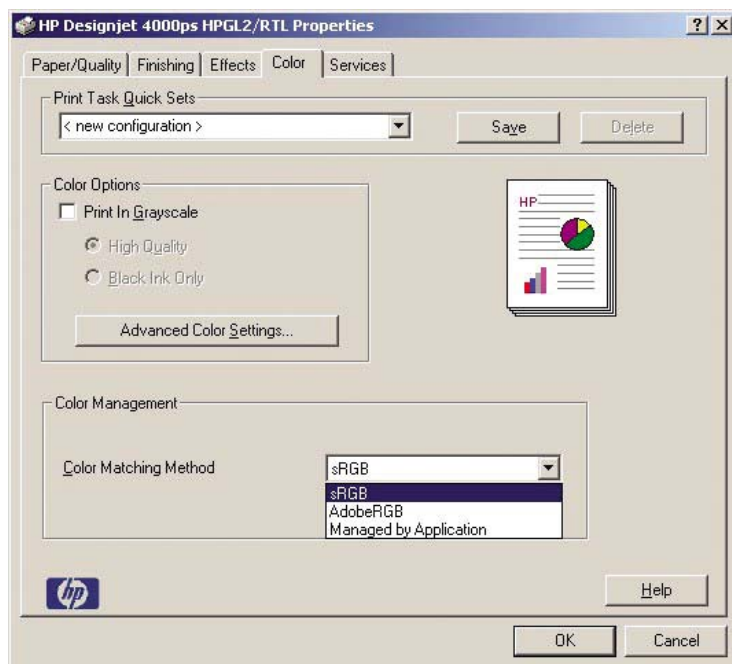 HP Designjet 4000ps HPGL2/RTL Properties
? X
Paper/Quality Finishing Effects Color Services
Print Task Quick Sets
< new configuration > Save Delete
Color Options
Print In Grayscale
High Quality
Black Ink Only
Advanced Color Settings...
HP
Color Management
Color Matching Method sRGB
sRGB
AdobeRGB
Managed by Application
hp
Help
OK Cancel